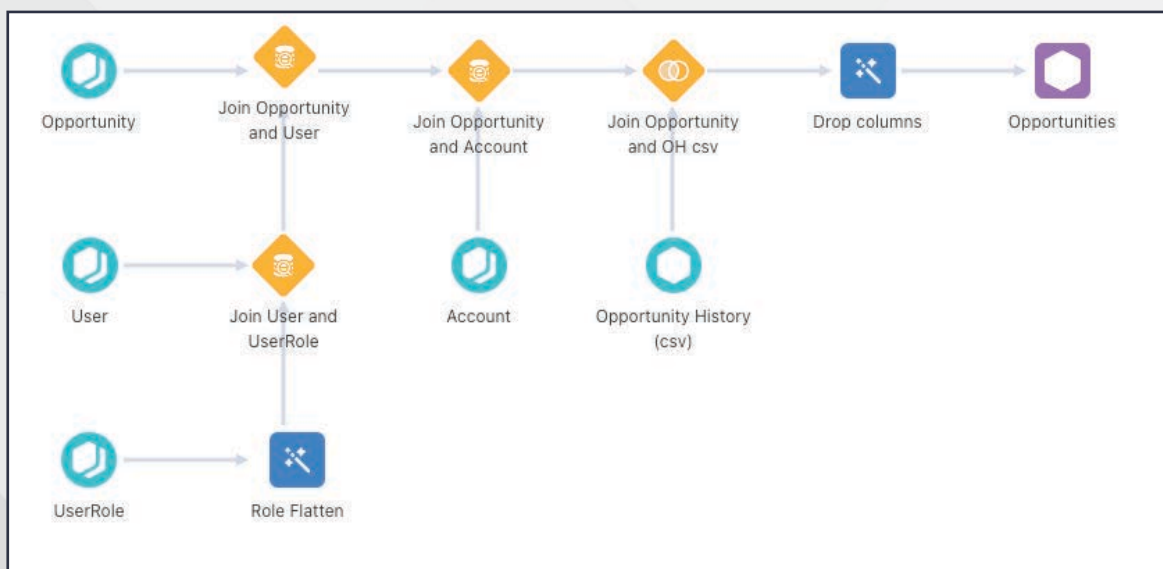 Opportunity
Join Opportunity
and User
Join Opportunity
and Account
Join Opportunity
and OH csv
Drop columns
Opportunities
User
Join User and
UserRole
Account
Opportunity History
(csv)
UserRole
Role Flatten